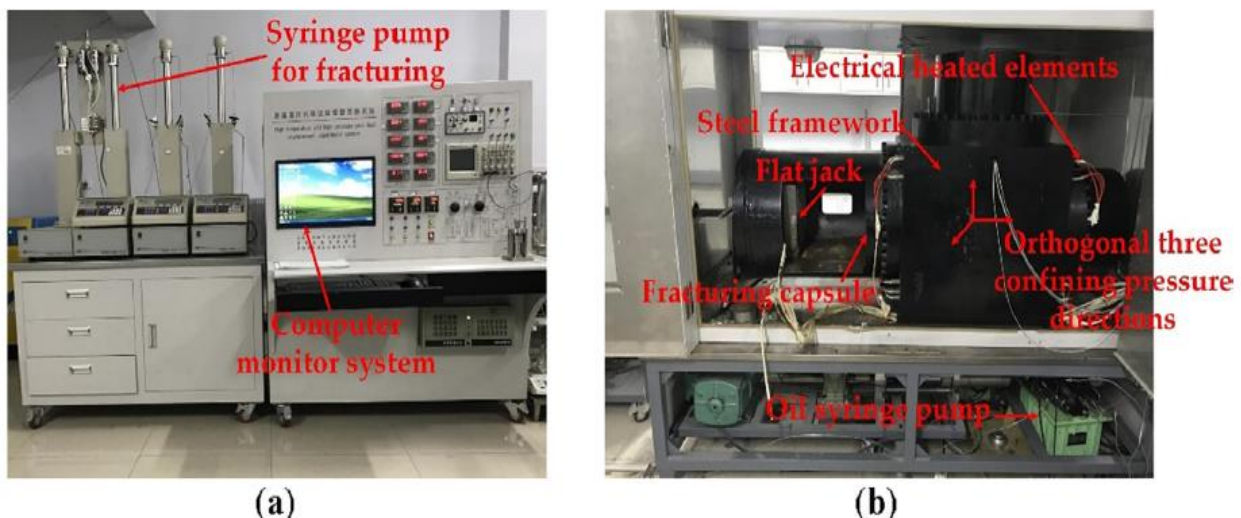 Syringe pump
for fracturing
Computer
monitor system
(a)
Electrical heated elements
Steel framework
Flat jack
Fracturing capsule
Orthogonal three
confining pressure
directions
Oil syringe pump
(b)